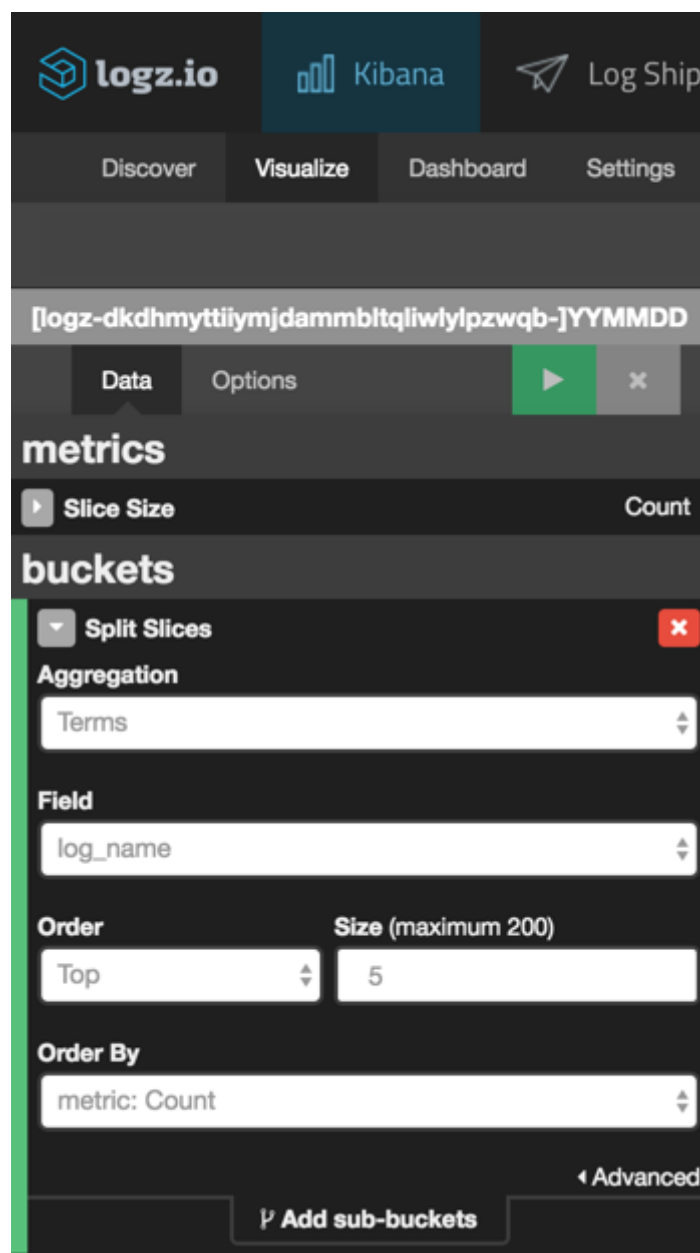 logz.io Kibana Log Ship
Discover Visualize Dashboard Settings
[logz-dkdhmyttiiymjdammbltqliwlylpzwqb-]YYMMDD
Data Options
metrics
Slice Size Count
buckets
Split Slices
Aggregation
Terms
Field
log_name
Order Size (maximum 200)
Top 5
Order By
metric: Count
Advanced
Add sub-buckets